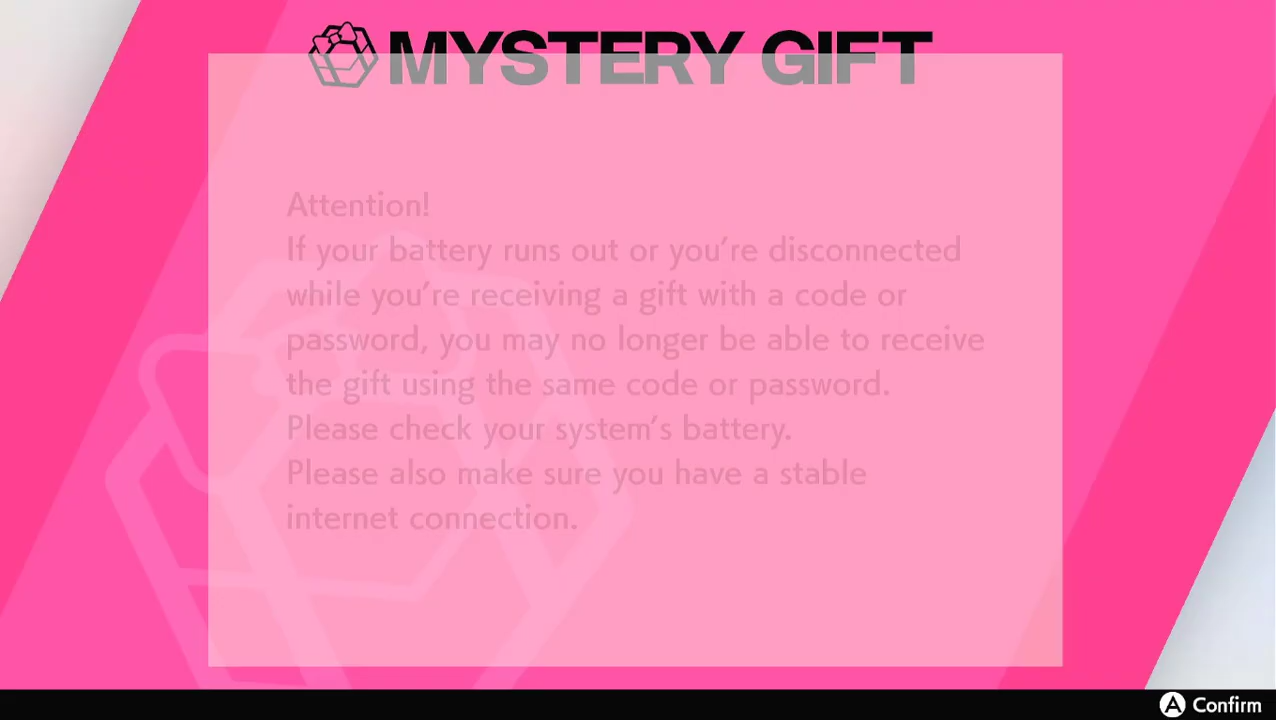 MYSTERY GIFT
Attention!
If your battery runs out or you're disconnected
while you're receiving a gift with a code or
password, you may no longer be able to receive
the gift using the same code or password.
Please check your system's battery.
Please also make sure you have a stable
internet connection.
A Confirm